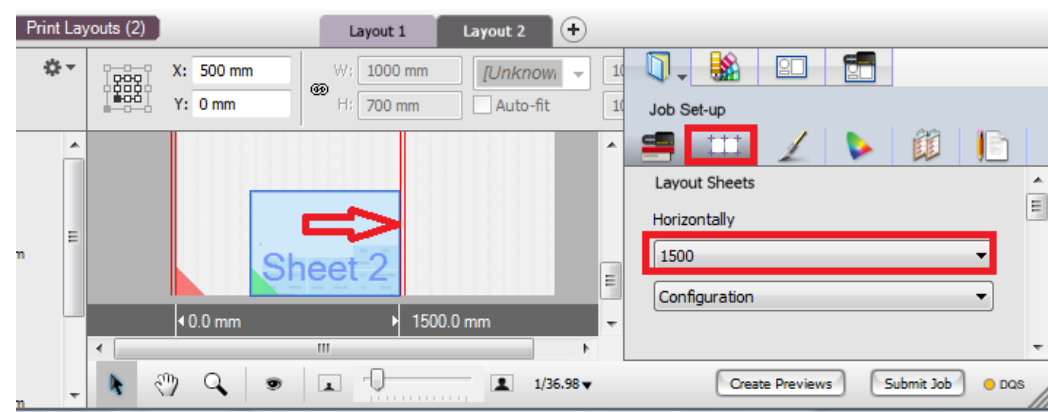 Print Layouts (2)
Layout 1
Layout 2
X: 500 mm
W: 1000 mm
Y: 0 mm
H: 700 mm
Auto-fit
10
10
Job Set-up
Layout Sheets
Horizontally
1500
Configuration
Sheet 2
0.0 mm
1500.0 mm
1/36.98
Create Previews
Submit Job
DQS